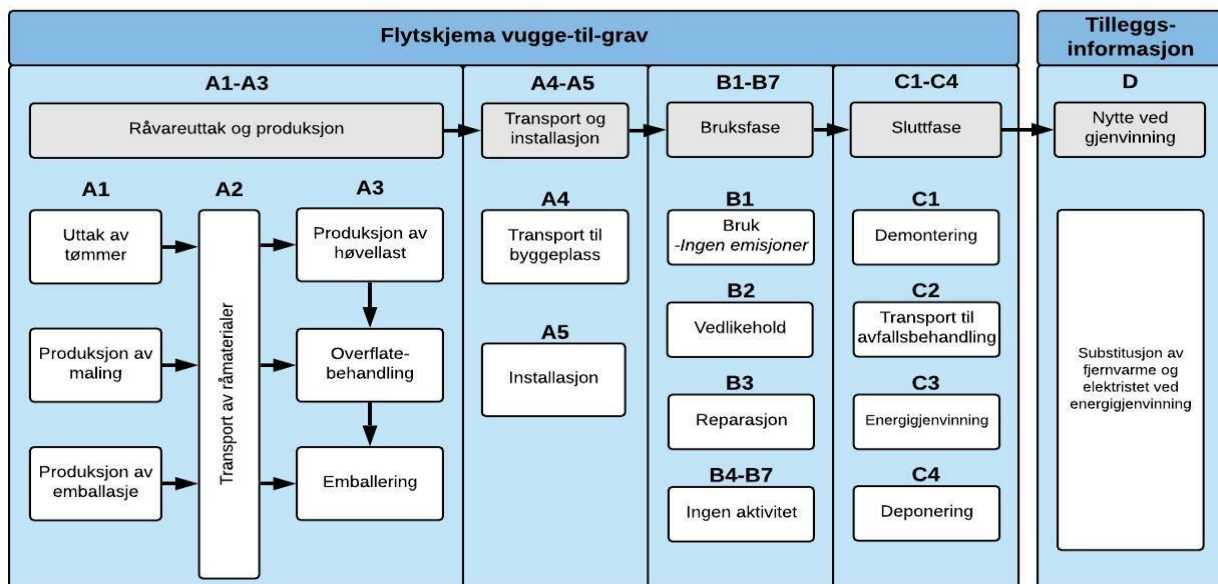 Flytskjema vugge-til-grav
Tilleggs-
informasjon
A1-A3
A4-A5
B1-B7
C1-C4
D
Råvareuttak og produksjon
Transport og
installasjon
Bruksfase
Sluttfase
Nytte ved
gjenvinning
A1
A2
A3
Uttak av
tømmer
Produksjon av
maling
Produksjon av
emballasje
Transport av råmaterialer
Produksjon av
høvellast
Overflate-
behandling
Emballering
A4
Transport til
byggeplass
A5
Installasjon
B1
Bruk
-Ingen emisjoner
B2
Vedlikehold
B3
Reparasjon
B4-B7
Ingen aktivitet
C1
Demontering
C2
Transport til
avfallsbehandling
C3
Energigjenvinning
C4
Deponering
Substitusjon av
fjernvarme og
elektristet ved
energigjenvinning